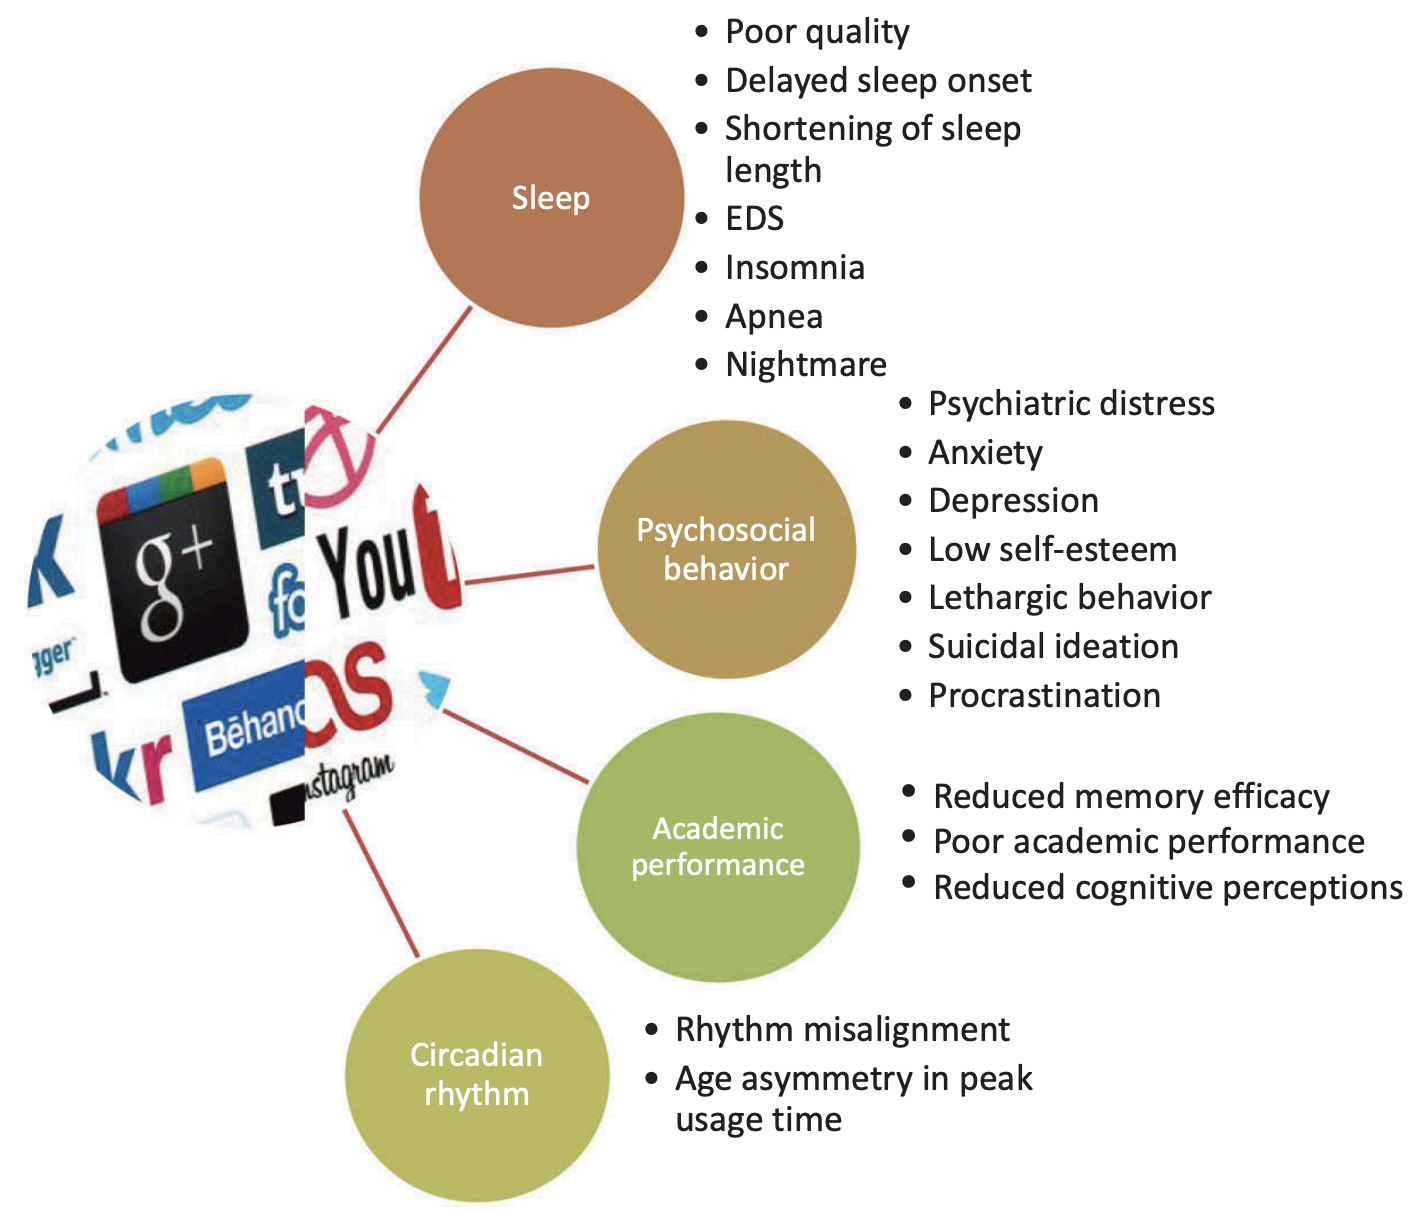 Sleep
• Poor quality
• Delayed sleep onset
• Shortening of sleep
length
• EDS
• Insomnia
• Apnea
• Nightmare
Psychosocial
behavior
• Psychiatric distress
• Anxiety
• Depression
• Low self-esteem
• Lethargic behavior
• Suicidal ideation
• Procrastination
Academic
performance
• Reduced memory efficacy
• Poor academic performance
• Reduced cognitive perceptions
Circadian
rhythm
• Rhythm misalignment
• Age asymmetry in peak
usage time
g+
You
kr
Bēhanc
nstagram